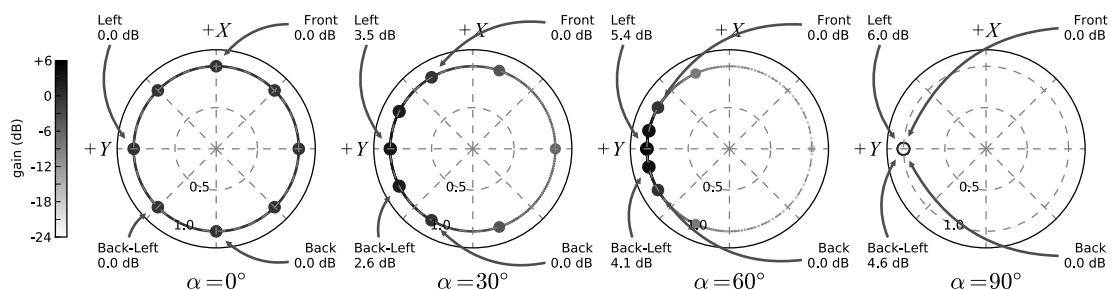 Left
0.0 dB
+X
Front
0.0 dB
Left
3.5 dB
+X
Front
0.0 dB
Left
5.4 dB
+X
Front
0.0 dB
Left
6.0 dB
+X
Front
0.0 dB
+6
0
-6
-12
-18
-24
gain (dB)
+Y
0.5
1.0
+Y
0.5
1.0
+Y
0.5
1.0
+Y
0.5
1.0
Back-Left
0.0 dB
Back
0.0 dB
Back-Left
2.6 dB
Back
0.0 dB
Back-Left
4.1 dB
Back
0.0 dB
Back-Left
4.6 dB
Back
0.0 dB
α=0°
α=30°
α=60°
α=90°